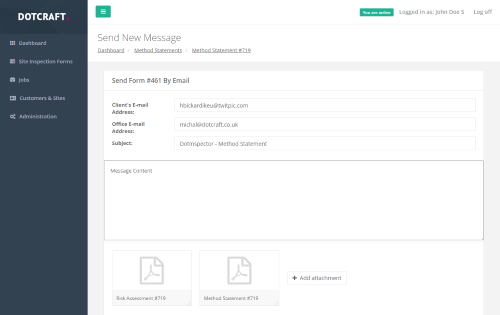 DOTCRAFT.
You are online
Logged in as: John Doe S
Log off
Dashboard
Site Inspection Forms
Jobs
Customers & Sites
Administration
Send New Message
Dashboard / Method Statements / Method Statement #719
Send Form #461 By Email
Client's E-mail
Address:
hbickardikeu@twitpic.com
Office E-mail
Address:
michal@dotcraft.co.uk
Subject:
DotInspector - Method Statement
Message Content
Risk Assessment #719
Method Statement #719
Add attachment